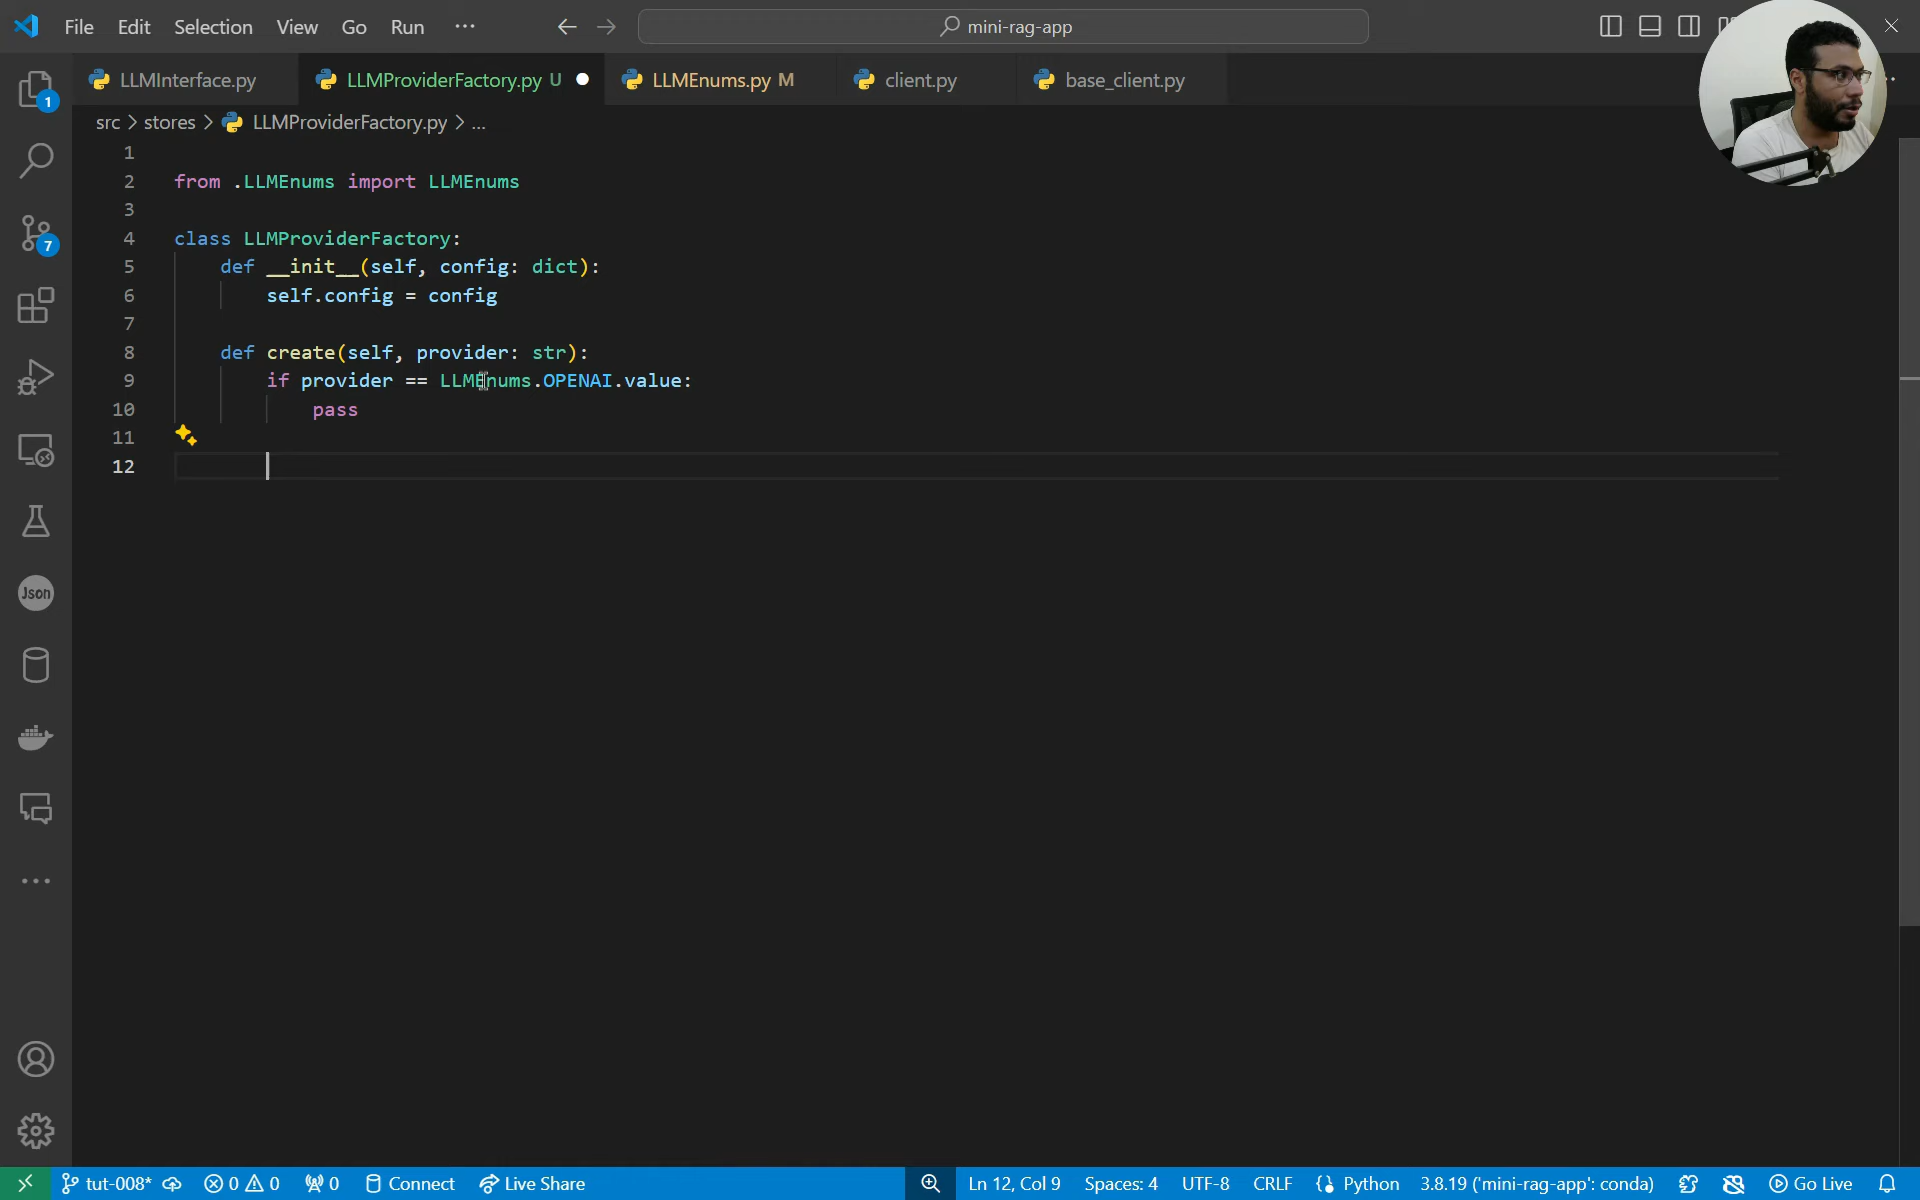 File Edit Selection View Go Run ··· mini-rag-app
LLMInterface.py LLMProviderFactory.py U LLMEnums.py M client.py base_client.py
src > stores > LLMProviderFactory.py > ...
1
2 from .LLMEnums import LLMEnums
3
4 class LLMProviderFactory:
5 def __init__(self, config: dict):
6 self.config = config
7
8 def create(self, provider: str):
9 if provider == LLMEnums.OPENAI.value:
10 pass
11
12
1
7
Json
tut-008* 0 0 0 Connect Live Share Ln 12, Col 9 Spaces: 4 UTF-8 CRLF Python 3.8.19 ('mini-rag-app': conda) Go Live